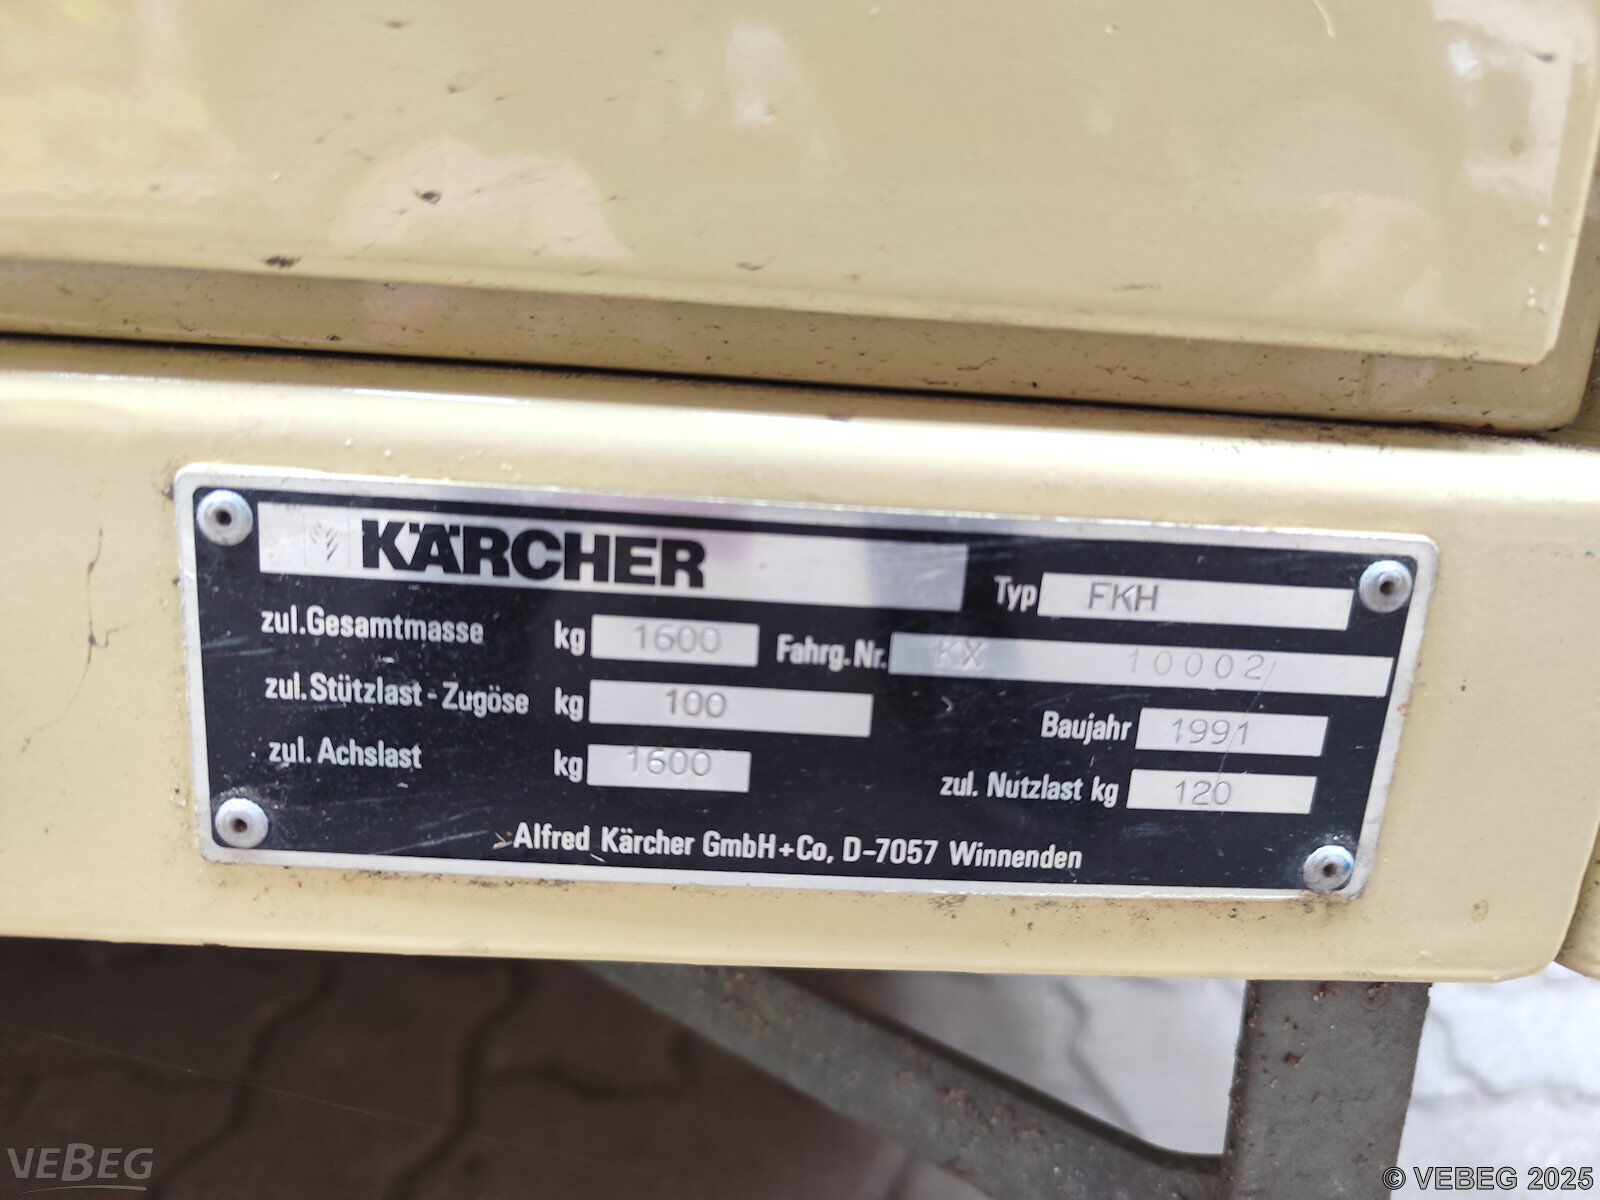 KÄRCHER
Typ FKH
zul. Gesamtmasse kg 1600 Fahrg. Nr. KX 10002
zul. Stützlast - Zugöse kg 100
Baujahr 1991
zul. Achslast kg 1600
zul. Nutzlast kg 120
Alfred Kärcher GmbH + Co, D-7057 Winnenden
VEBEG
© VEBEG 2025